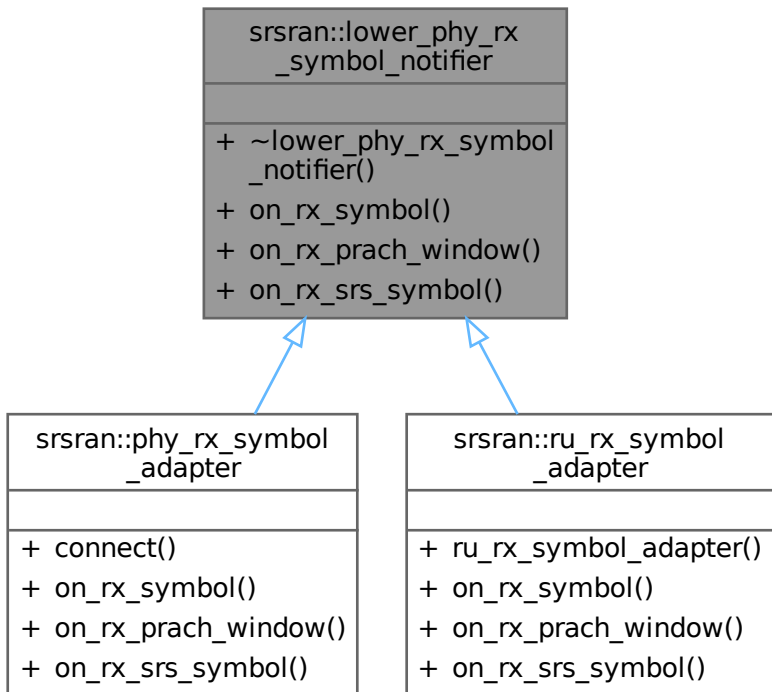 srsran::lower_phy_rx
_symbol_notifier
+ ~lower_phy_rx_symbol
_notifier()
+ on_rx_symbol()
+ on_rx_prach_window()
+ on_rx_srs_symbol()
srsran::phy_rx_symbol
_adapter
+ connect()
+ on_rx_symbol()
+ on_rx_prach_window()
+ on_rx_srs_symbol()
srsran::ru_rx_symbol
_adapter
+ ru_rx_symbol_adapter()
+ on_rx_symbol()
+ on_rx_prach_window()
+ on_rx_srs_symbol()